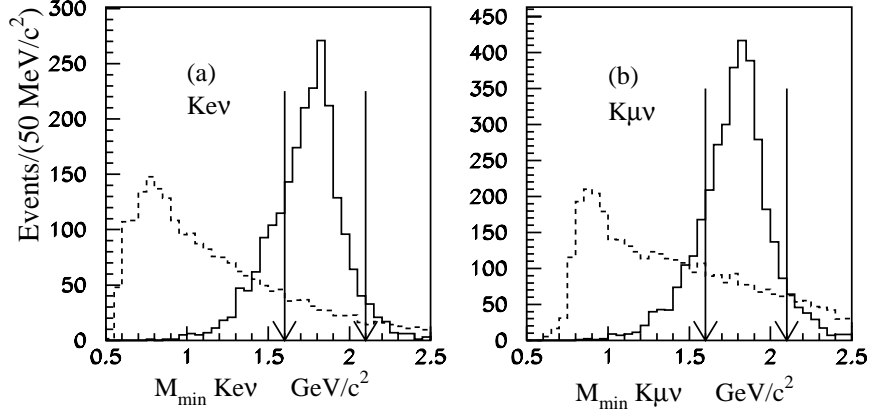 Events/(50 MeV/c²)
300
250
200
150
100
50
0
(a)
Keν
0.5 1 1.5 2 2.5
M_min Keν GeV/c²
450
400
350
300
250
200
150
100
50
0
(b)
Kμν
0.5 1 1.5 2 2.5
M_min Kμν GeV/c²